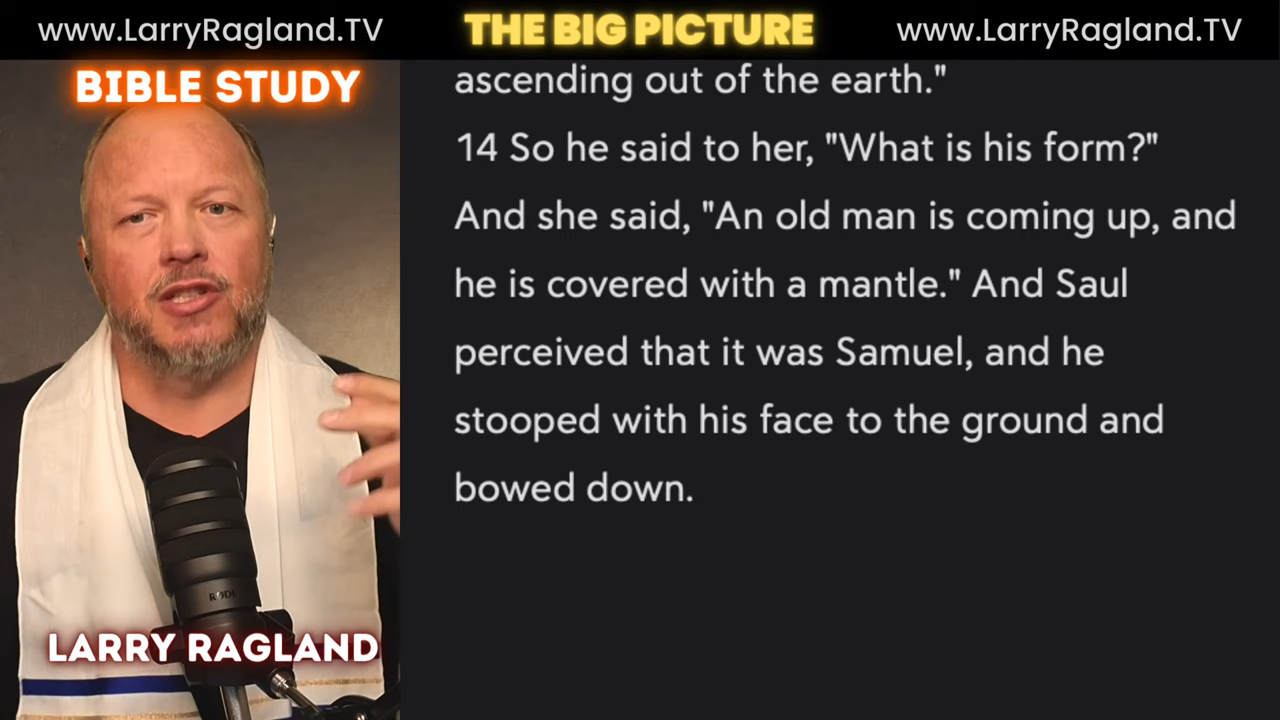 www.LarryRagland.TV
THE BIG PICTURE
www.LarryRagland.TV
BIBLE STUDY
ascending out of the earth."
14 So he said to her, "What is his form?"
And she said, "An old man is coming up, and
he is covered with a mantle." And Saul
perceived that it was Samuel, and he
stooped with his face to the ground and
bowed down.
RØDE
LARRY RAGLAND